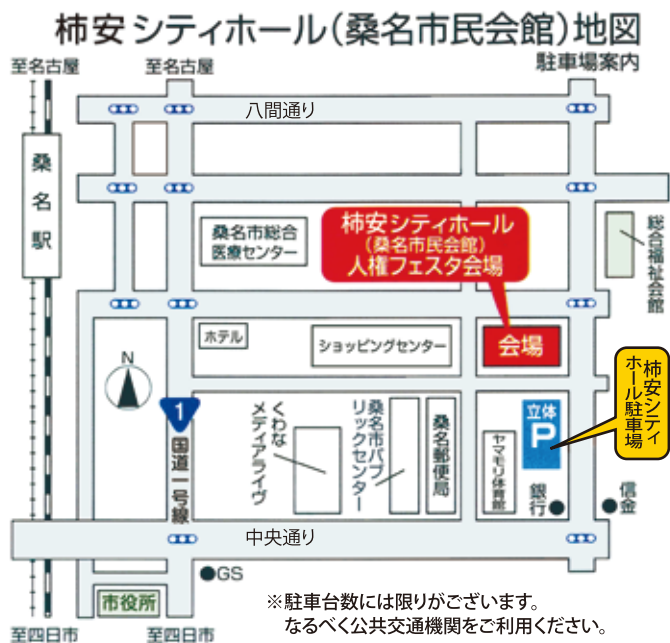 柿安 シティホール(桑名市民会館)地図
駐車場案内
至名古屋
至名古屋
八間通り
桑名駅
柿安シティホール
(桑名市民会館)
人権フェスタ会場
桑名市総合
医療センター
総合福祉会館
ホテル
ショッピングセンター
会場
柿安シティ
ホール駐車場
N
1
国道一号線
くわな
メディアライヴ
桑名市パブ
リックセンター
桑名郵便局
ヤマモリ体育館
立体
P
銀行
信金
中央通り
GS
市役所
至四日市
至四日市
※駐車台数には限りがございます。
なるべく公共交通機関をご利用ください。